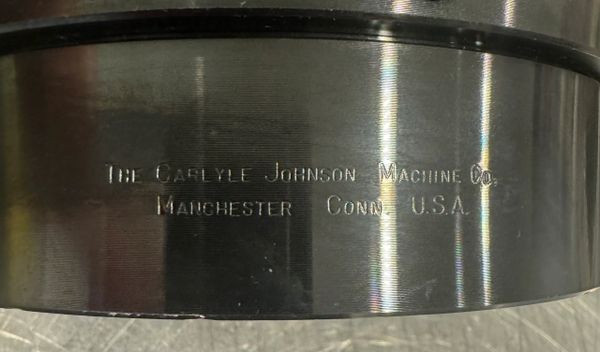 The Carlyle Johnson Machine Co.
Manchester Conn. U.S.A.